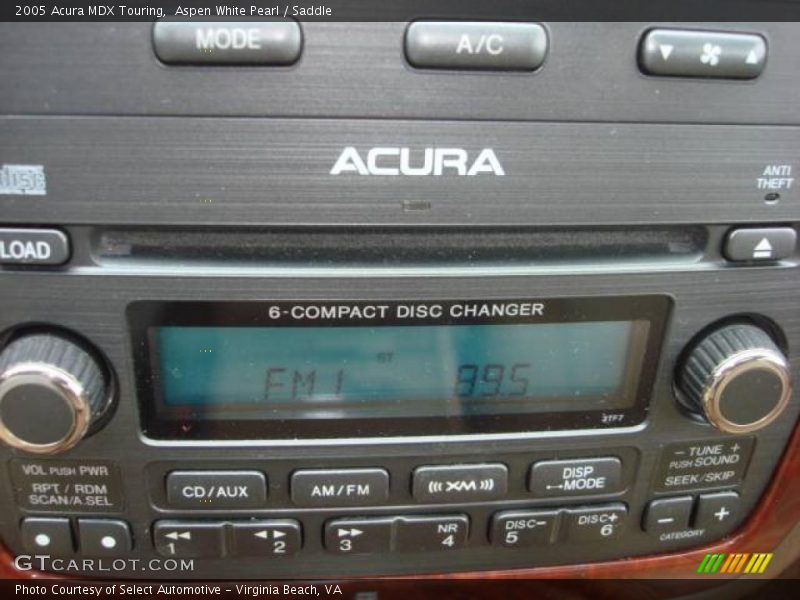 2005 Acura MDX Touring,  Aspen White Pearl / Saddle
MODE
A/C
ACURA
disc
ANTI
THEFT
LOAD
6-COMPACT DISC CHANGER
ST
FM1 89.5
3TF7
VOL PUSH PWR
RPT / RDM
SCAN/A.SEL
CD/AUX
AM/FM
((XM))
DISP
MODE
- TUNE +
PUSH SOUND
SEEK/SKIP
1
2
3
NR
4
DISC-
5
DISC+
6
- +
CATEGORY
GTCARLOT.COM
Photo Courtesy of Select Automotive - Virginia Beach, VA